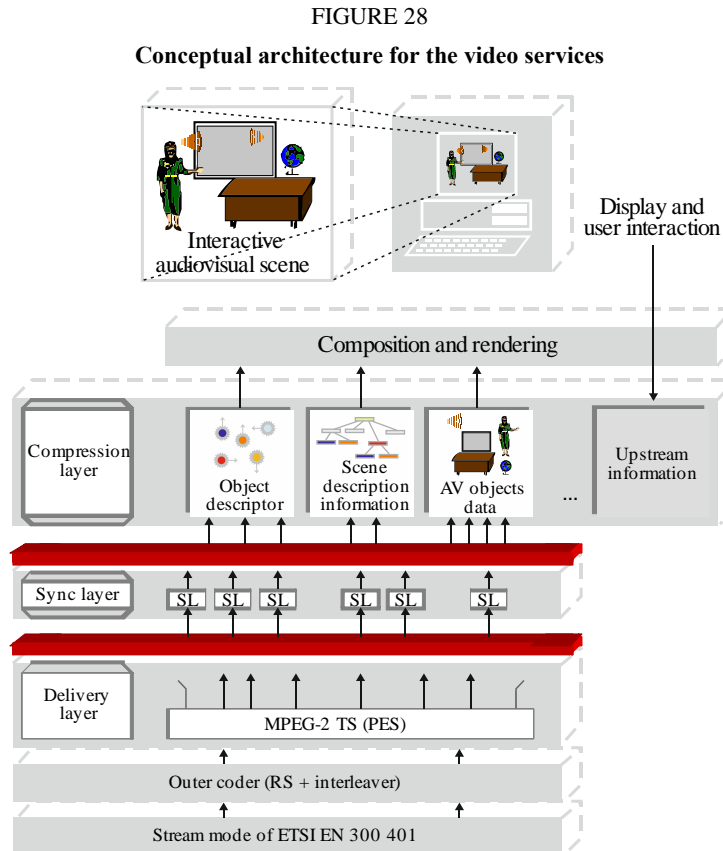 FIGURE 28
Conceptual architecture for the video services
Interactive
audiovisual scene
Display and
user interaction
Composition and rendering
Compression
layer
Object
descriptor
Scene
description
information
AV objects
data
...
Upstream
information
Sync layer
SL
SL
SL
SL
SL
SL
Delivery
layer
MPEG-2 TS (PES)
Outer coder (RS + interleaver)
Stream mode of ETSI EN 300 401